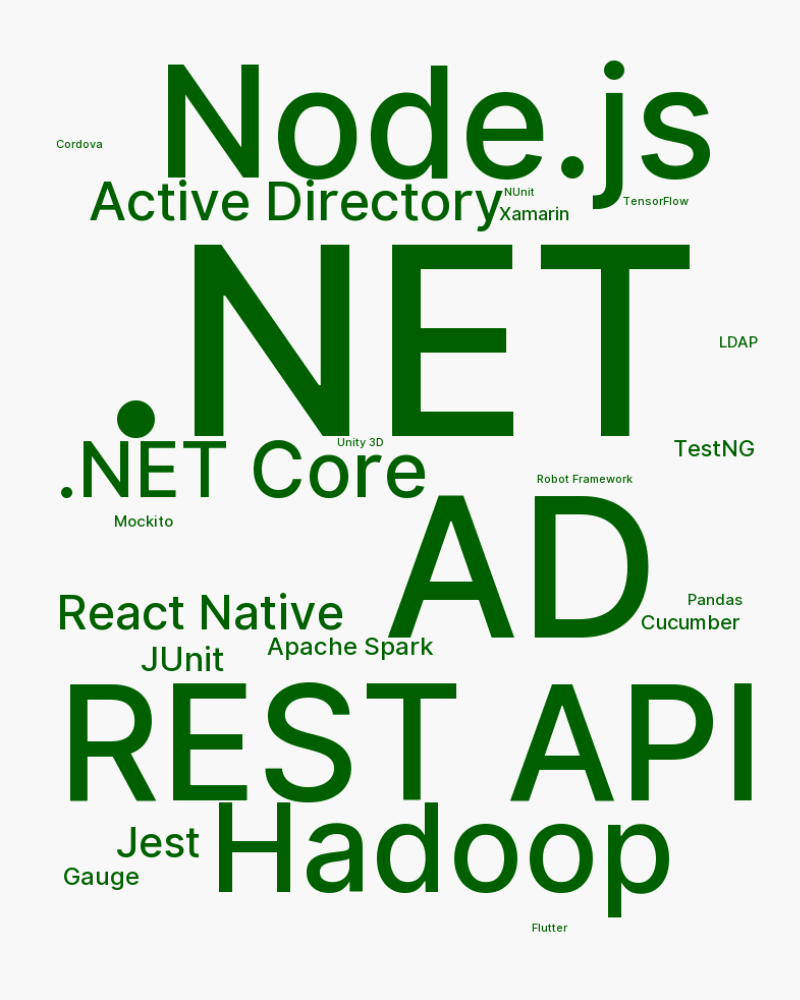 Node.js
Cordova
Active Directory
NUnit
TensorFlow
Xamarin
.NET
LDAP
Unity 3D
TestNG
.NET Core
Robot Framework
Mockito
AD
Pandas
React Native
Cucumber
Apache Spark
JUnit
REST API
Jest
Hadoop
Gauge
Flutter